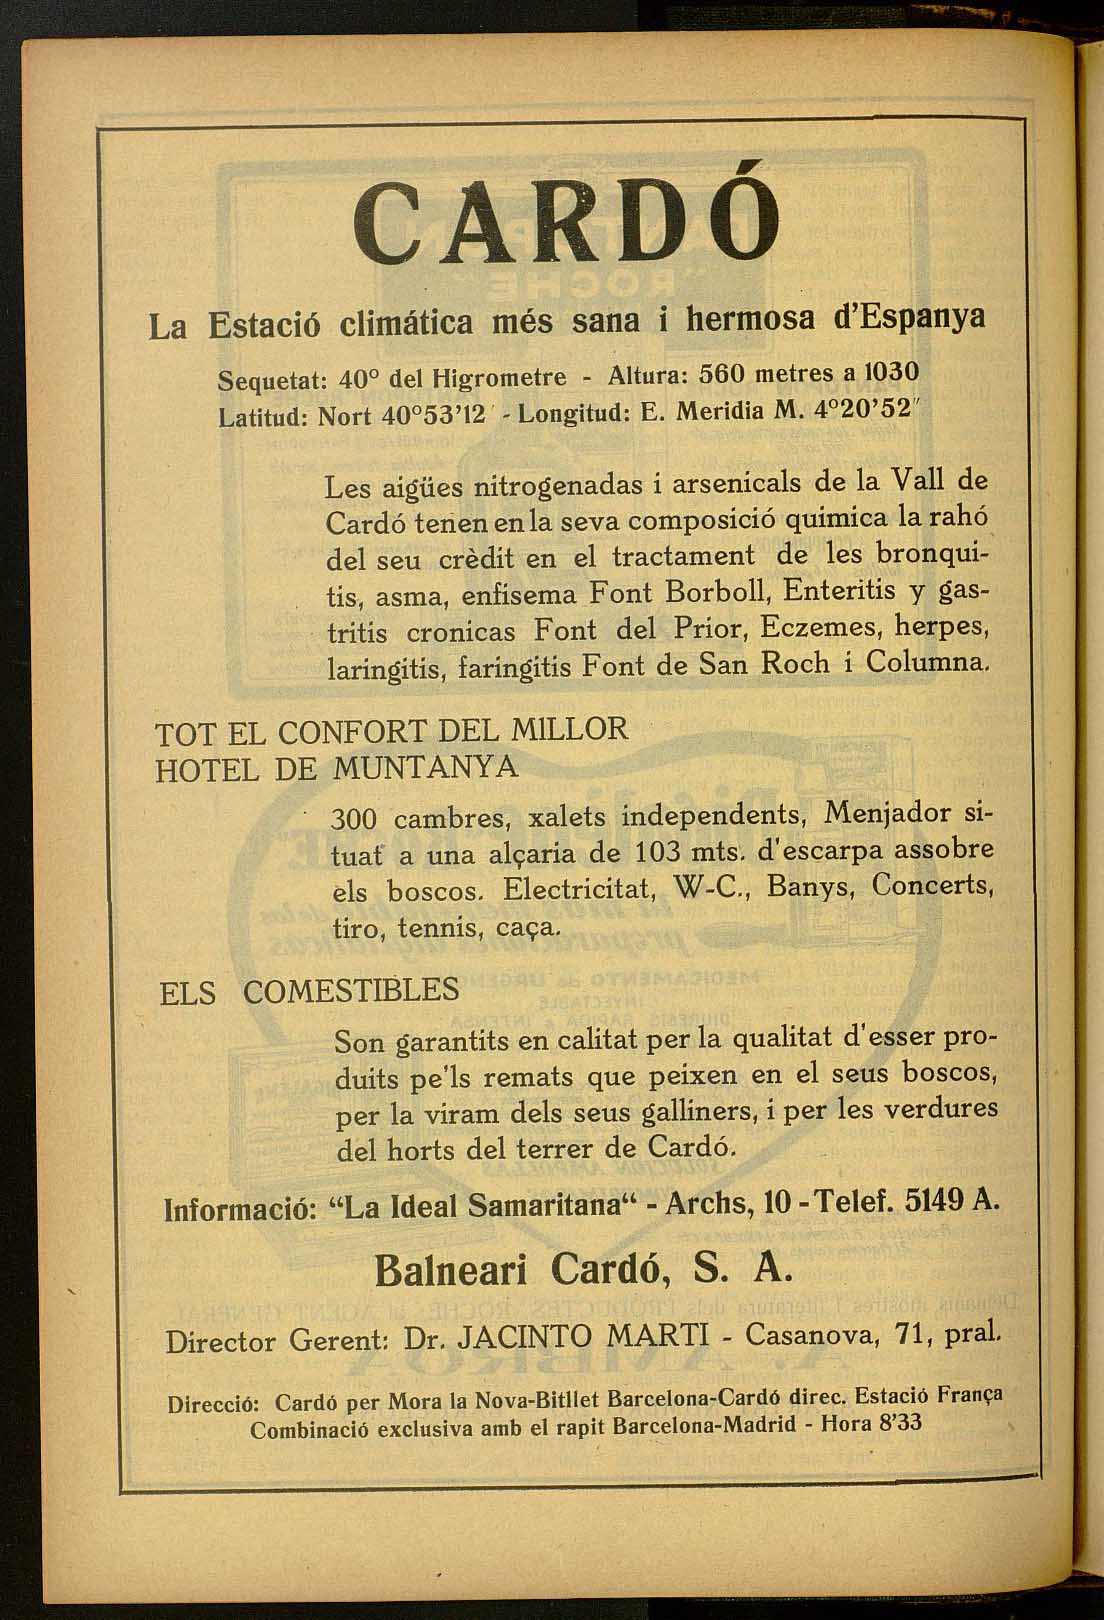 CARDÓ
La Estació climática més sana i hermosa d'Espanya
Sequetat: 40º del Higrometre - Altura: 560 metres a 1030
Latitud: Nort 40º53'12' - Longitud: E. Meridia M. 4º20'52"
Les aigües nitrogenadas i arsenicals de la Vall de
Cardó tenen en la seva composició quimica la rahó
del seu crèdit en el tractament de les bronqui-
tis, asma, enfisema Font Borboll, Enteritis y gas-
tritis cronicas Font del Prior, Eczemes, herpes,
laringitis, faringitis Font de San Roch i Columna.
TOT EL CONFORT DEL MILLOR
HOTEL DE MUNTANYA
300 cambres, xalets independents, Menjador si-
tuat a una alçaria de 103 mts. d'escarpa assobre
els boscos. Electricitat, W-C., Banys, Concerts,
tiro, tennis, caça.
ELS COMESTIBLES
Son garantits en calitat per la qualitat d'esser pro-
duits pe'ls remats que peixen en el seus boscos,
per la viram dels seus galliners, i per les verdures
del horts del terrer de Cardó.
Informació: “La Ideal Samaritana“ - Archs, 10 - Telef. 5149 A.
Balneari Cardó, S. A.
Director Gerent: Dr. JACINTO MARTI - Casanova, 71, pral.
Direcció: Cardó per Mora la Nova-Bitllet Barcelona-Cardó direc. Estació França
Combinació exclusiva amb el rapit Barcelona-Madrid - Hora 8'33